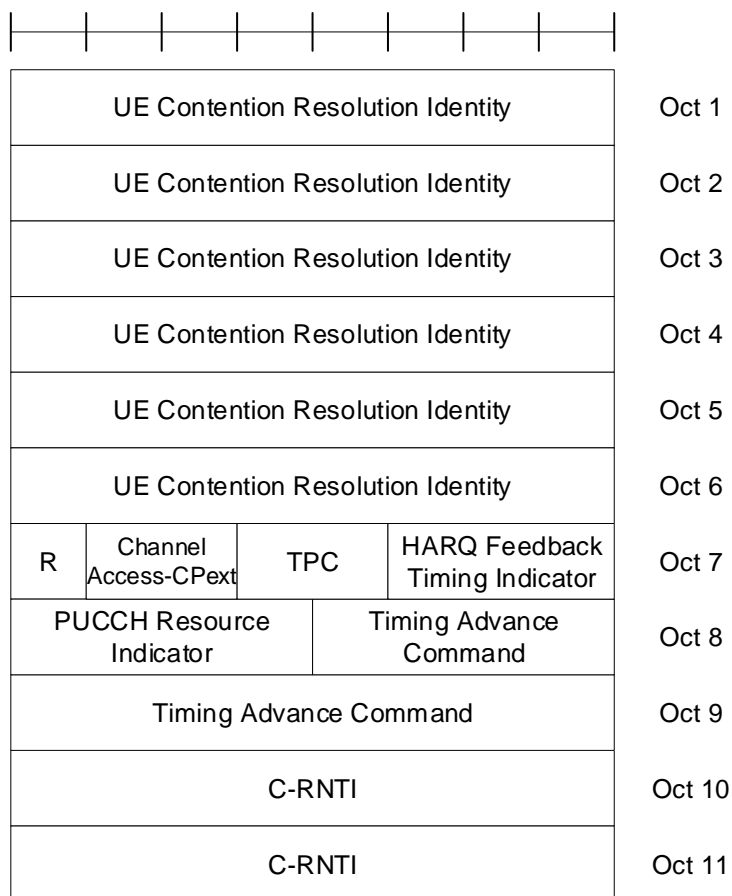 UE Contention Resolution Identity Oct 1
UE Contention Resolution Identity Oct 2
UE Contention Resolution Identity Oct 3
UE Contention Resolution Identity Oct 4
UE Contention Resolution Identity Oct 5
UE Contention Resolution Identity Oct 6
R
Channel
Access-CPext
TPC
HARQ Feedback
Timing Indicator
Oct 7
PUCCH Resource
Indicator
Timing Advance
Command
Oct 8
Timing Advance Command Oct 9
C-RNTI Oct 10
C-RNTI Oct 11